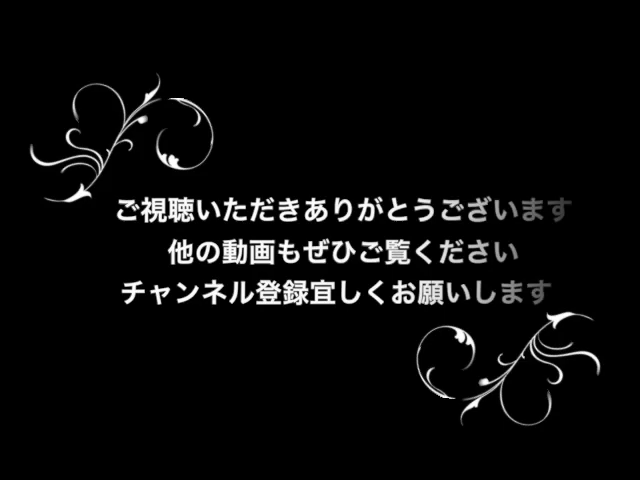 ご視聴いただきありがとうございます
他の動画もぜひご覧ください
チャンネル登録宜しくお願いします